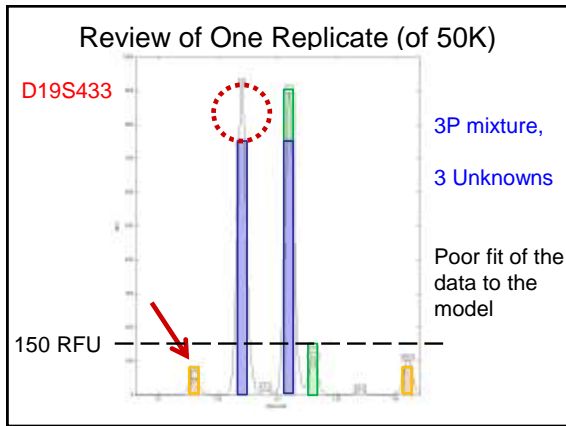 Review of One Replicate (of 50K)
D19S433
3P mixture,
3 Unknowns
Poor fit of the
data to the
model
150 RFU